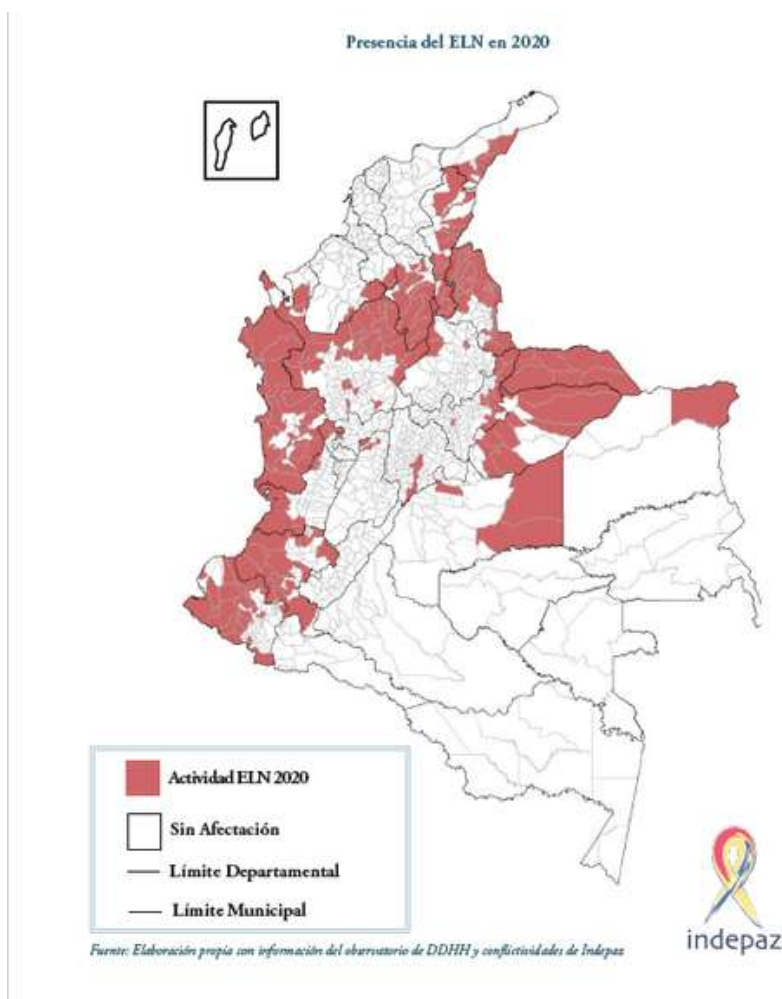 Presencia del ELN en 2020
Actividad ELN 2020
Sin Afectación
Límite Departamental
Límite Municipal
indepaz
Fuente: Elaboración propia con información del observatorio de DDHH y conflictividades de Indepaz